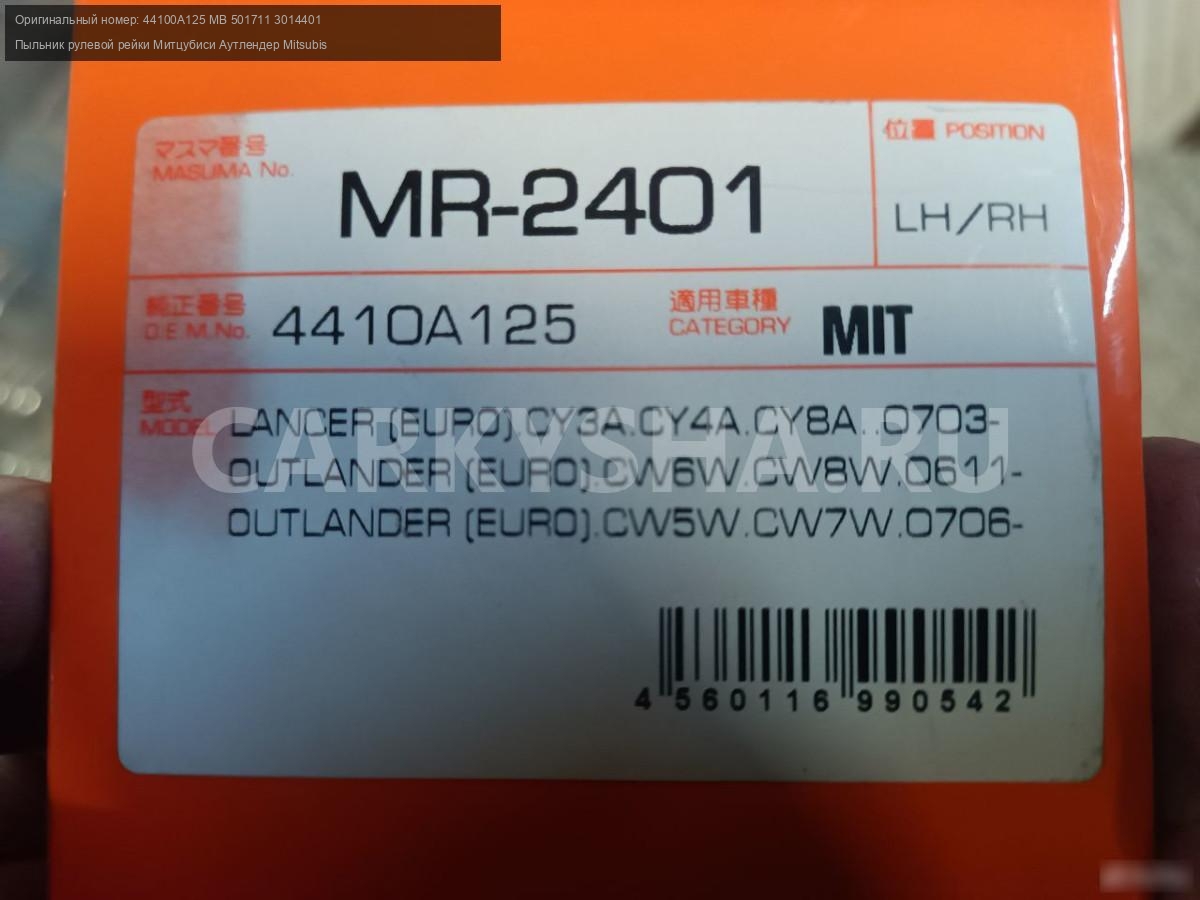 Оригинальный номер: 44100A125 MB 501711 3014401
Пыльник рулевой рейки Митцубиси Аутлендер Mitsubis
マスマ番号
MASUMA No.
MR-2401
位置 POSITION
LH/RH
純正番号
O.E.M.No.
4410A125
適用車種
CATEGORY
MIT
型式
MODEL
LANCER (EURO).CY3A.CY4A.CY8A..0703-
OUTLANDER (EURO).CW6W.CW8W.0611-
OUTLANDER (EURO).CW5W.CW7W.0706-
CARKYSHA.RU
4 560116 990542